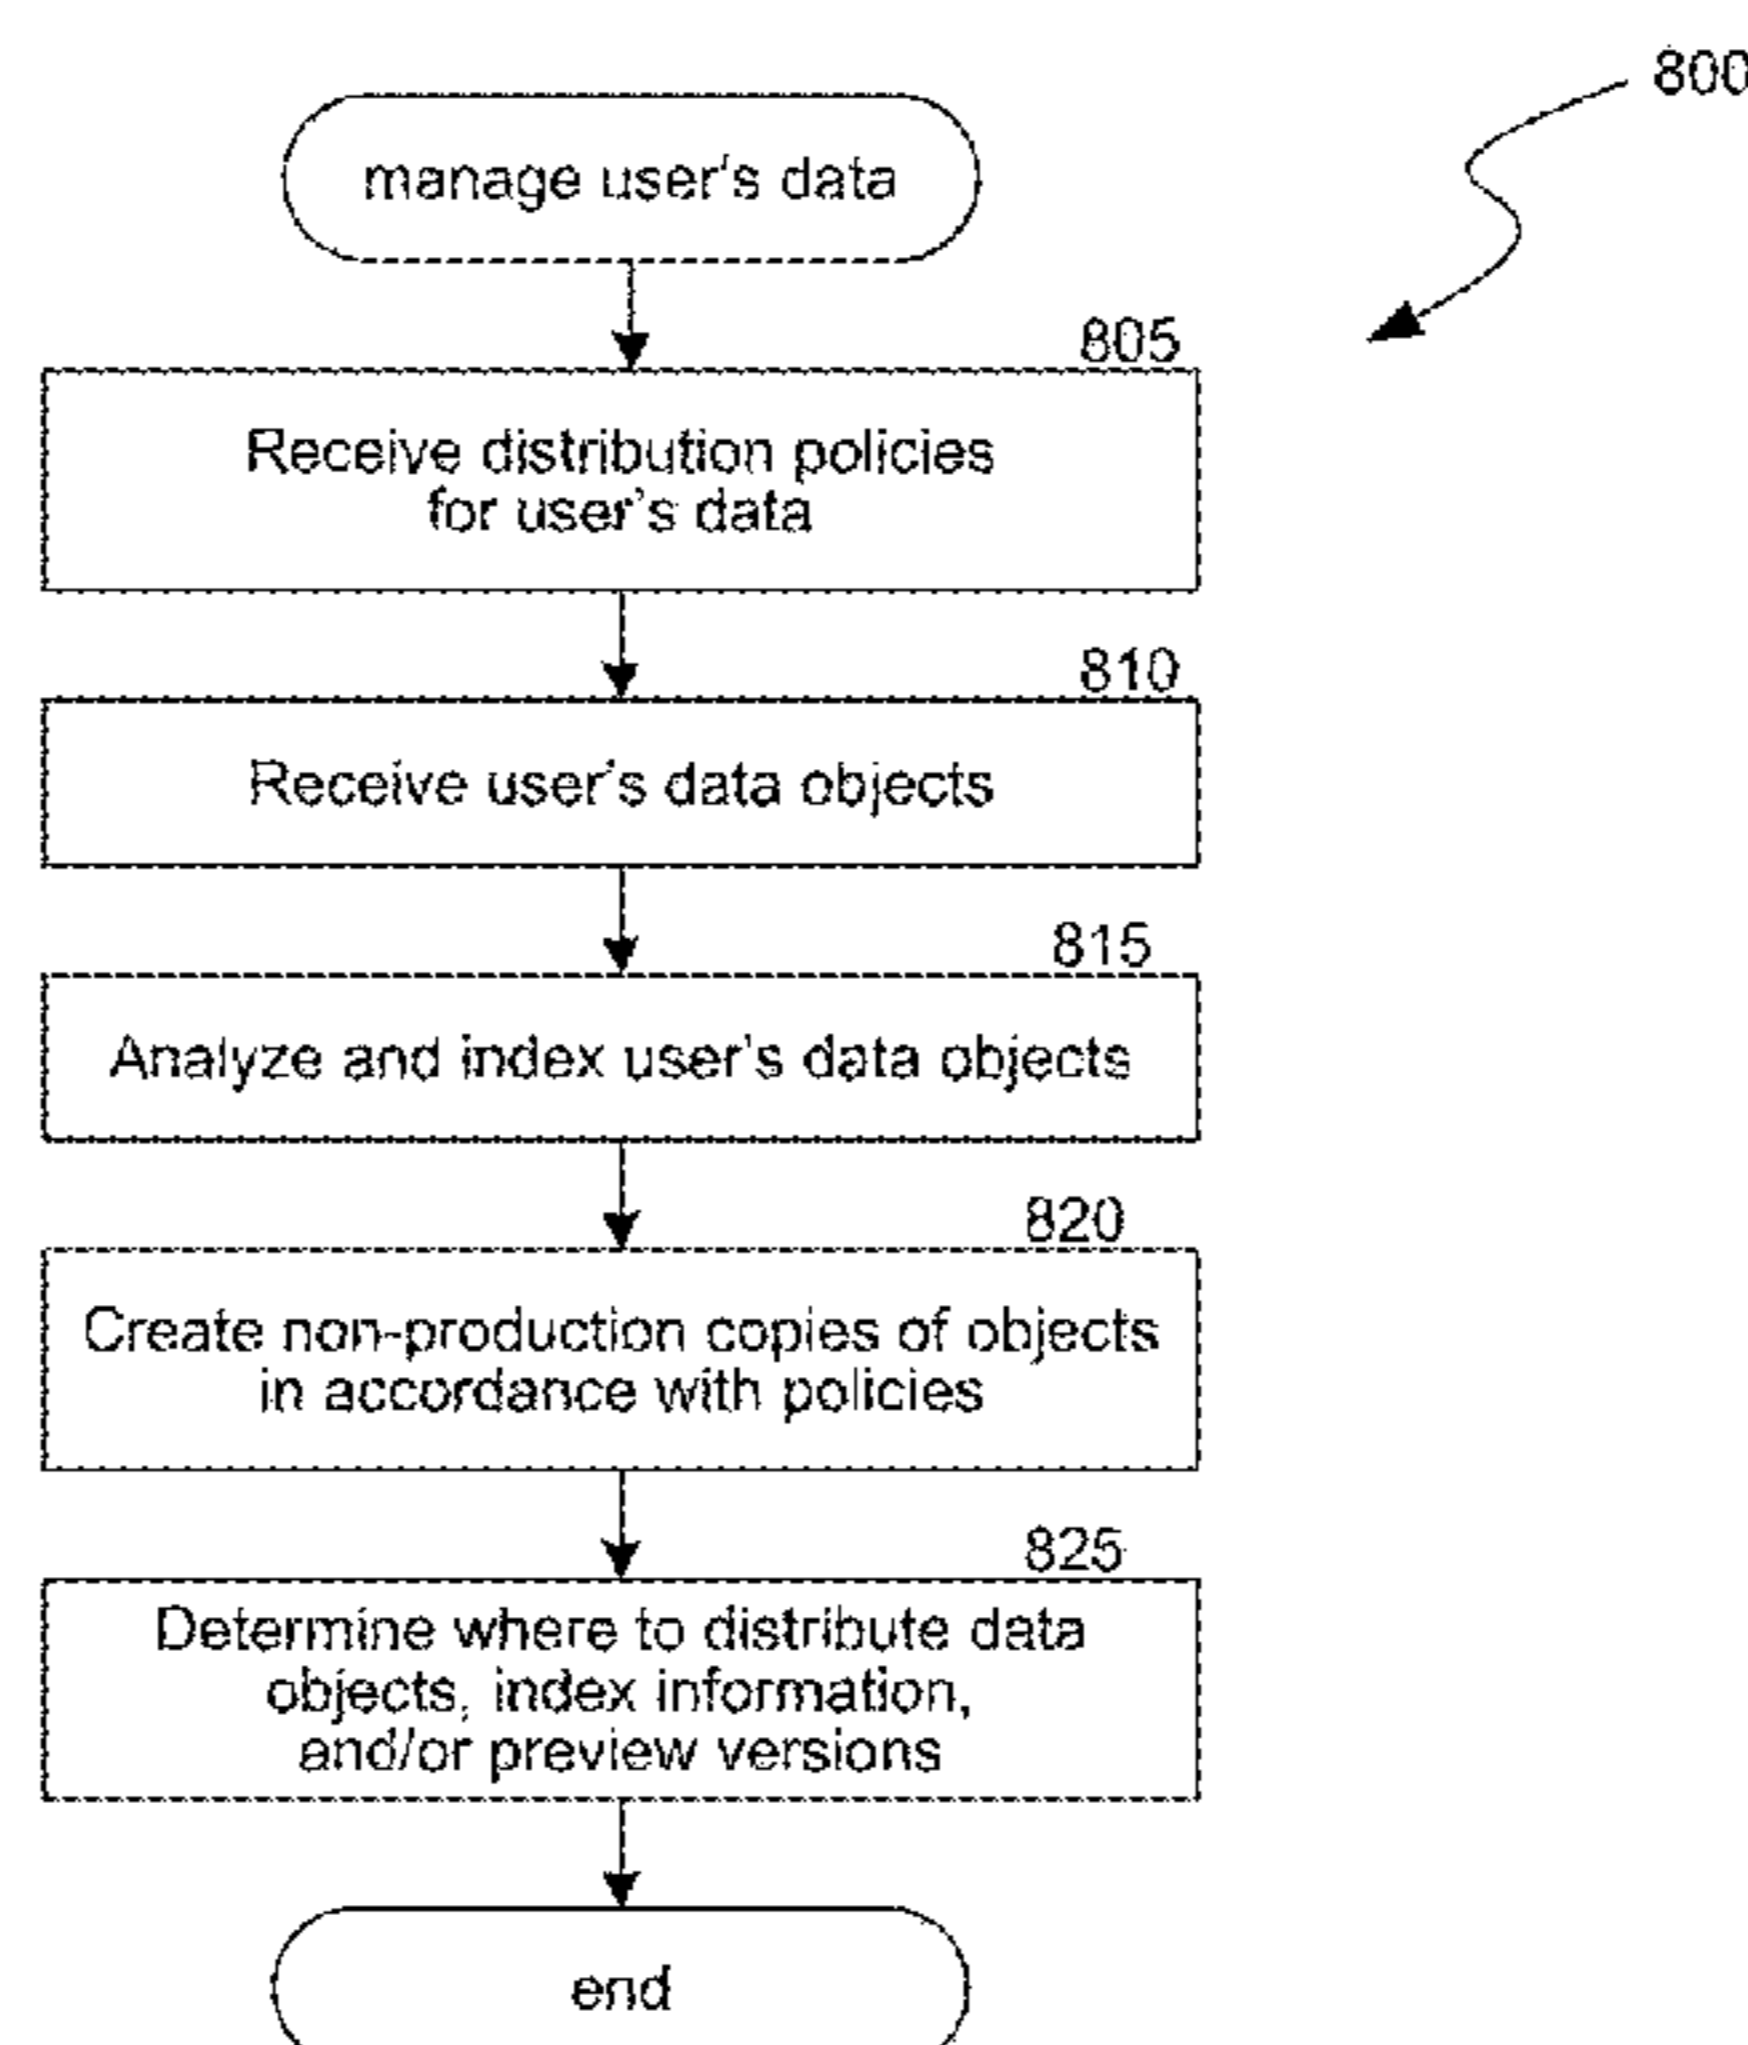 800
manage user's data
805
Receive distribution policies
for user's data
810
Receive user's data objects
815
Analyze and index user's data objects
820
Create non-production copies of objects
in accordance with policies
825
Determine where to distribute data
objects, index information,
and/or preview versions
end